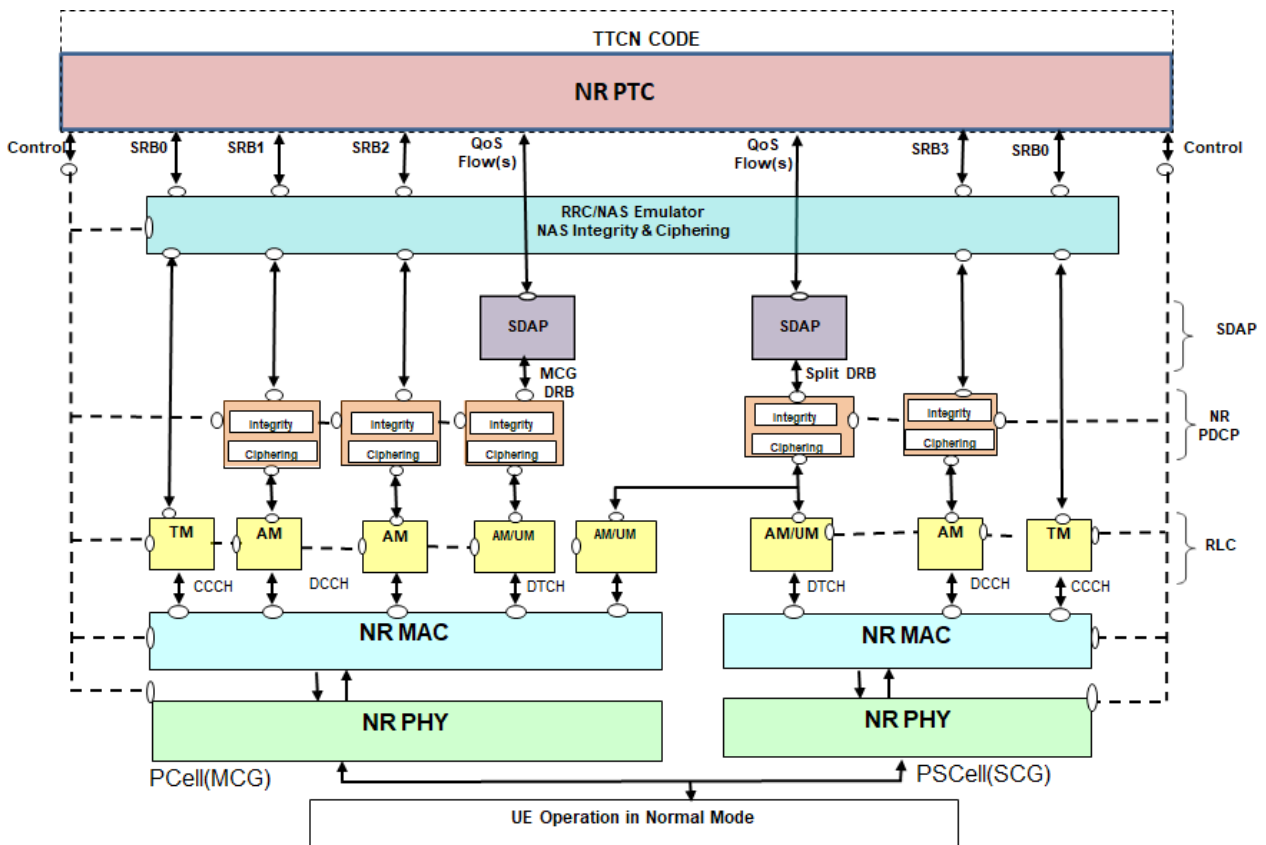 TTCN CODE
NR PTC
Control
SRB0
SRB1
SRB2
QoS
Flow(s)
QoS
Flow(s)
SRB3
SRB0
Control
RRC/NAS Emulator
NAS Integrity & Ciphering
SDAP
SDAP
SDAP
MCG
DRB
Split DRB
Integrity
Ciphering
Integrity
Ciphering
Integrity
Ciphering
Integrity
Ciphering
Integrity
Ciphering
NR
PDCP
TM
AM
AM
AM/UM
AM/UM
AM/UM
AM
TM
RLC
CCCH
DCCH
DTCH
DTCH
DCCH
CCCH
NR MAC
NR MAC
NR PHY
NR PHY
PCell(MCG)
PSCell(SCG)
UE Operation in Normal Mode